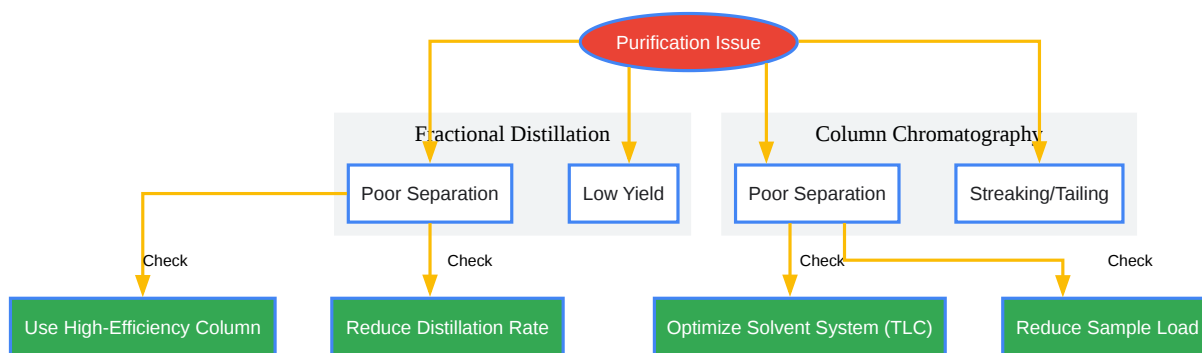 Purification Issue
Fractional Distillation
Column Chromatography
Poor Separation
Low Yield
Poor Separation
Streaking/Tailing
Check
Check
Check
Check
Use High-Efficiency Column
Reduce Distillation Rate
Optimize Solvent System (TLC)
Reduce Sample Load